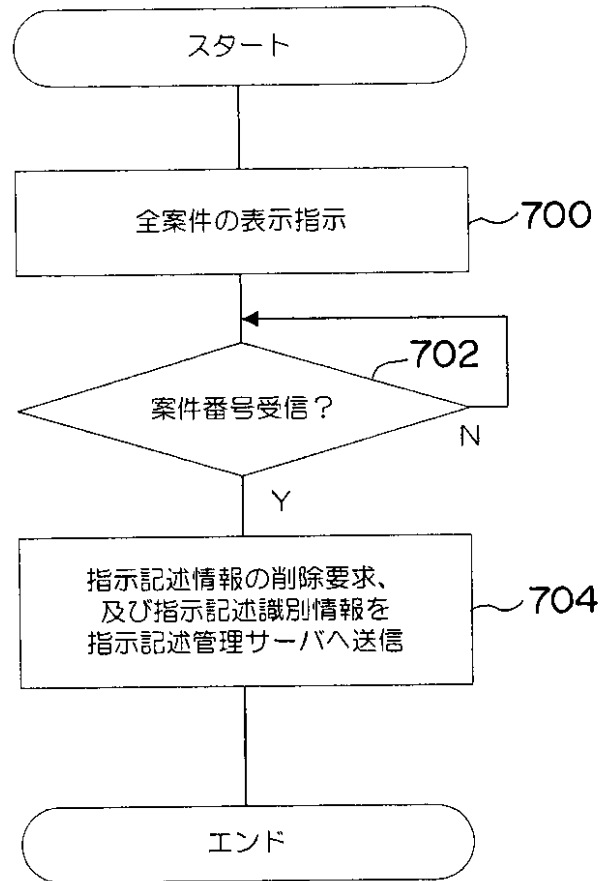 スタート
全案件の表示指示
700
702
案件番号受信？
N
Y
指示記述情報の削除要求、
及び指示記述識別情報を
指示記述管理サーバへ送信
704
エンド